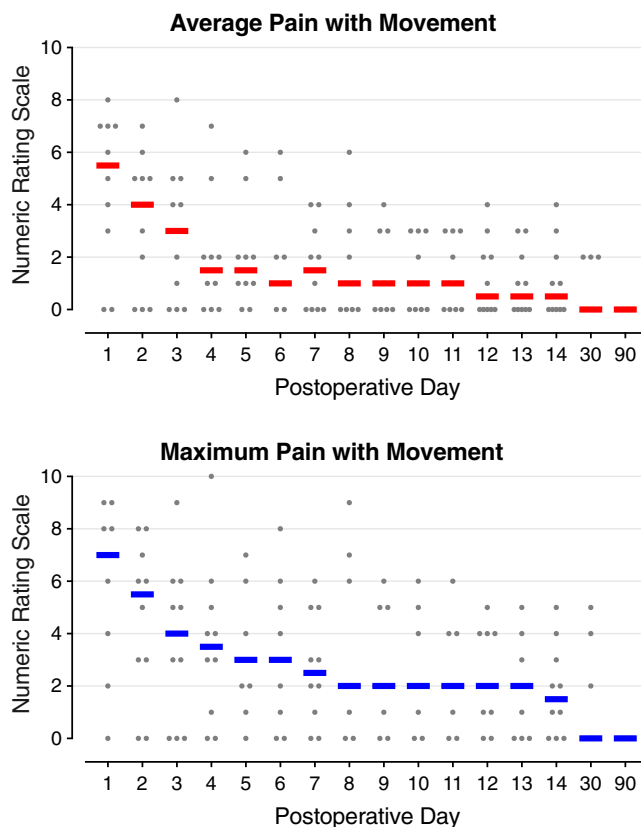 Average Pain with Movement
Numeric Rating Scale
10
8
6
4
2
0
1 2 3 4 5 6 7 8 9 10 11 12 13 14 30 90
Postoperative Day
Maximum Pain with Movement
Numeric Rating Scale
10
8
6
4
2
0
1 2 3 4 5 6 7 8 9 10 11 12 13 14 30 90
Postoperative Day